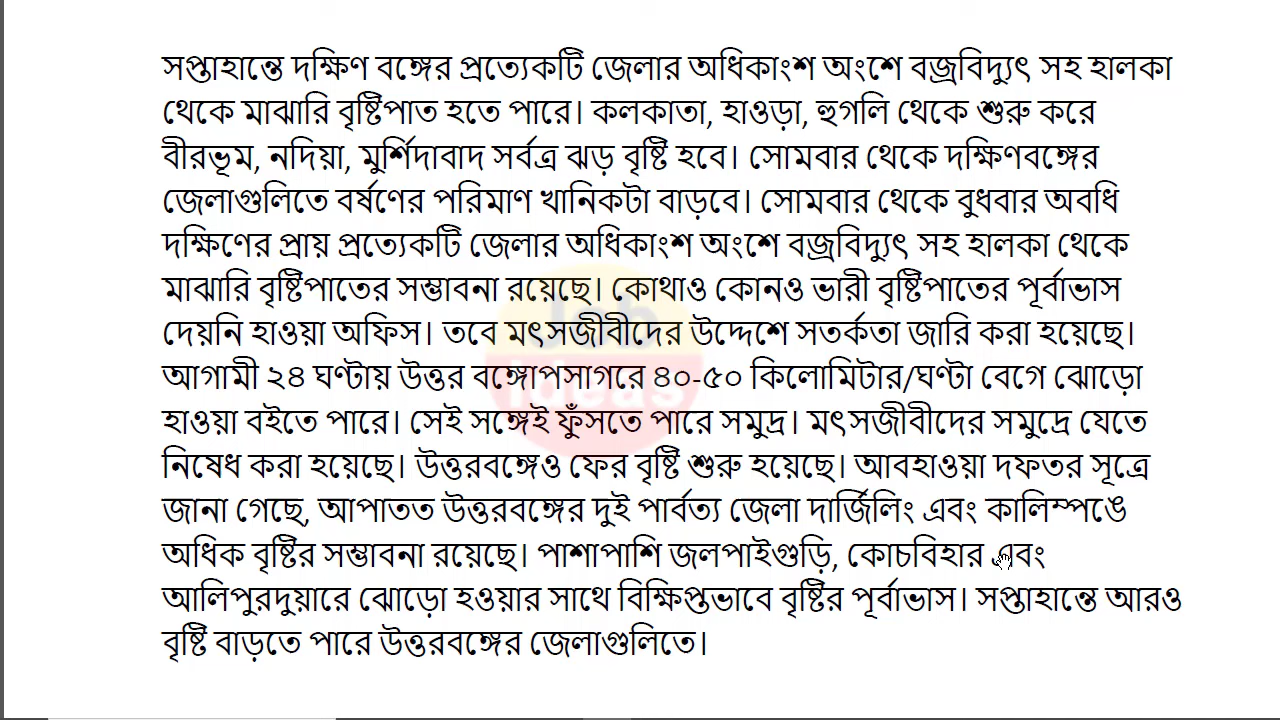 সপ্তাহান্তে দক্ষিণ বঙ্গের প্রত্যেকটি জেলার অধিকাংশ অংশে বজ্রবিদ্যুৎ সহ হালকা
থেকে মাঝারি বৃষ্টিপাত হতে পারে। কলকাতা, হাওড়া, হুগলি থেকে শুরু করে
বীরভূম, নদিয়া, মুর্শিদাবাদ সর্বত্র ঝড় বৃষ্টি হবে। সোমবার থেকে দক্ষিণবঙ্গের
জেলাগুলিতে বর্ষণের পরিমাণ খানিকটা বাড়বে। সোমবার থেকে বুধবার অবধি
দক্ষিণের প্রায় প্রত্যেকটি জেলার অধিকাংশ অংশে বজ্রবিদ্যুৎ সহ হালকা থেকে
মাঝারি বৃষ্টিপাতের সম্ভাবনা রয়েছে। কোথাও কোনও ভারী বৃষ্টিপাতের পূর্বাভাস
দেয়নি হাওয়া অফিস। তবে মৎসজীবীদের উদ্দেশে সতর্কতা জারি করা হয়েছে।
আগামী ২৪ ঘণ্টায় উত্তর বঙ্গোপসাগরে ৪০-৫০ কিলোমিটার/ঘণ্টা বেগে ঝোড়ো
হাওয়া বইতে পারে। সেই সঙ্গেই ফুঁসতে পারে সমুদ্র। মৎসজীবীদের সমুদ্রে যেতে
নিষেধ করা হয়েছে। উত্তরবঙ্গেও ফের বৃষ্টি শুরু হয়েছে। আবহাওয়া দফতর সূত্রে
জানা গেছে, আপাতত উত্তরবঙ্গের দুই পার্বত্য জেলা দার্জিলিং এবং কালিম্পঙে
অধিক বৃষ্টির সম্ভাবনা রয়েছে। পাশাপাশি জলপাইগুড়ি, কোচবিহার এবং
আলিপুরদুয়ারে ঝোড়ো হওয়ার সাথে বিক্ষিপ্তভাবে বৃষ্টির পূর্বাভাস। সপ্তাহান্তে আরও
বৃষ্টি বাড়তে পারে উত্তরবঙ্গের জেলাগুলিতে।
Job
ideas